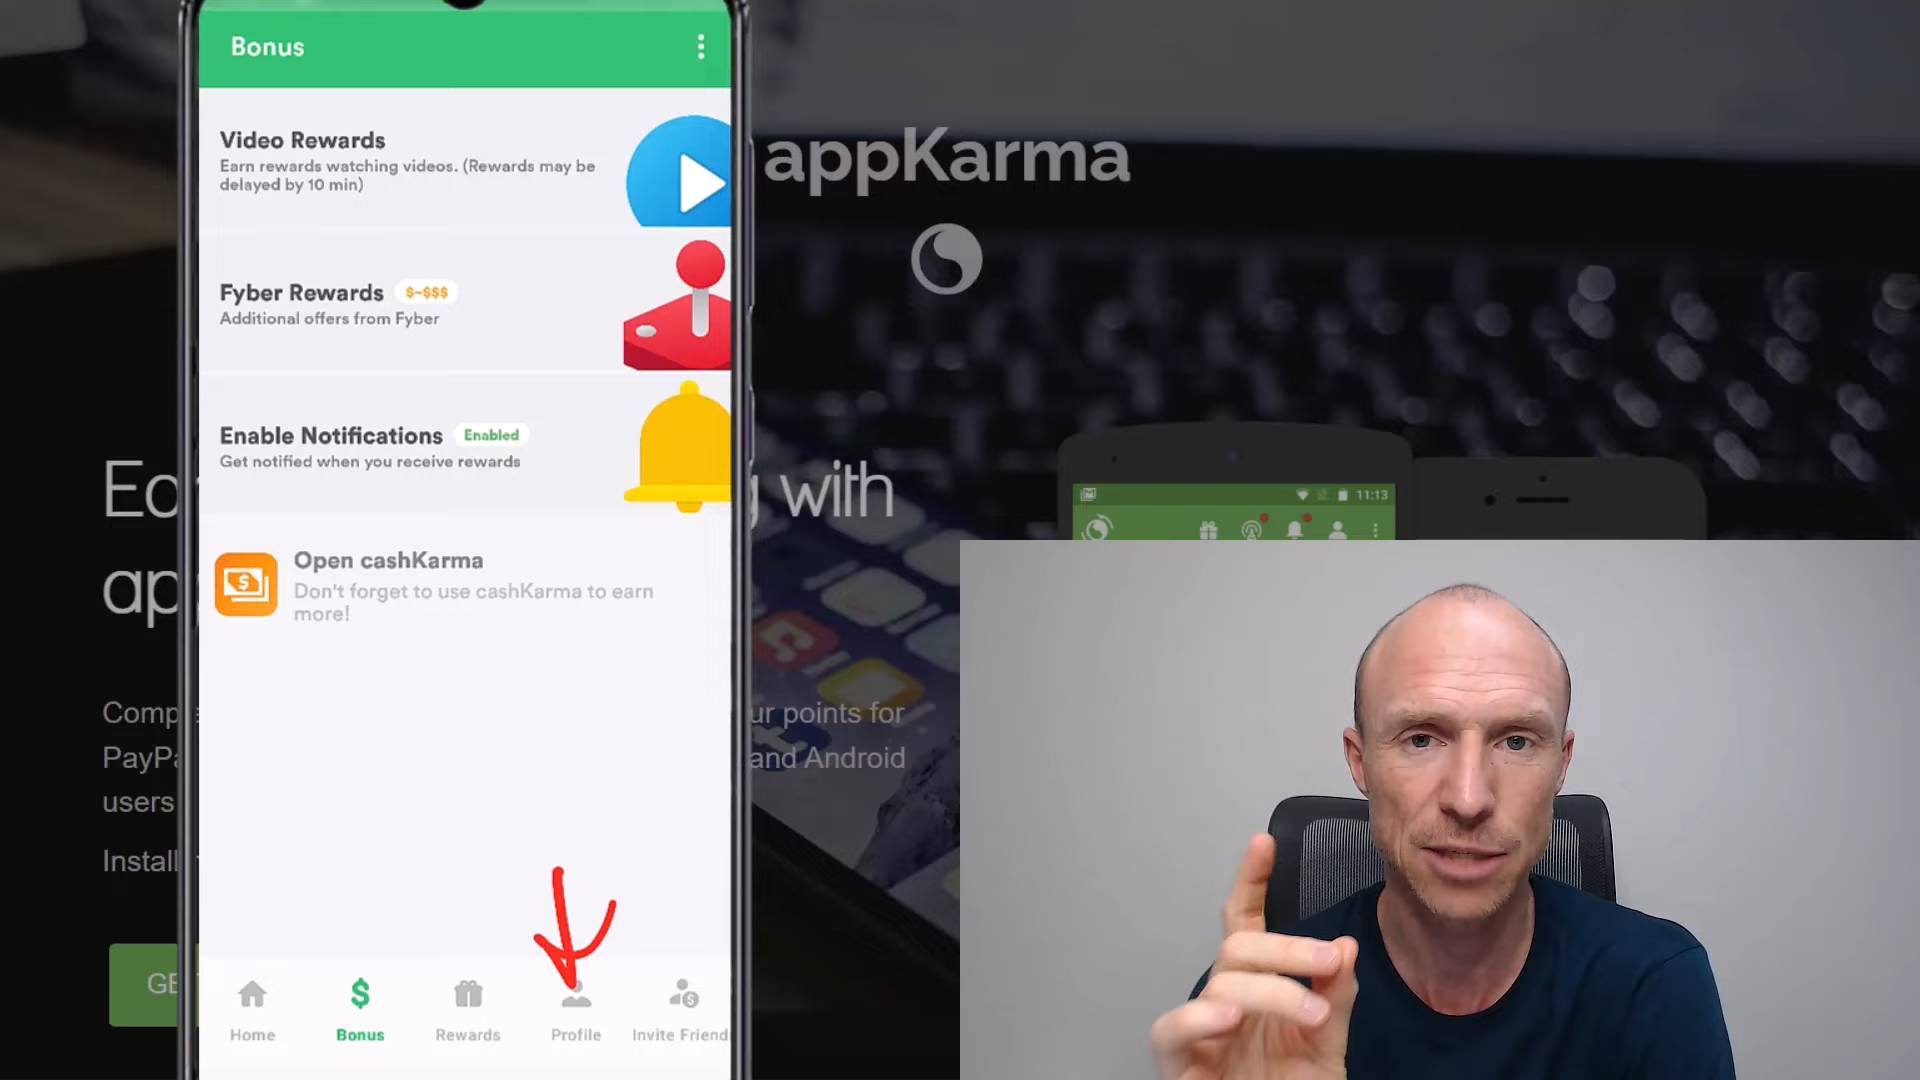 Bonus
Video Rewards
Earn rewards watching videos. (Rewards may be
delayed by 10 min)
Fyber Rewards $-$$$
Additional offers from Fyber
Enable Notifications Enabled
Get notified when you receive rewards
Open cashKarma
Don't forget to use cashKarma to earn
more!
Home
Bonus
Rewards
Profile
Invite Friend
appKarma
with
ur points for
and Android
users
Install
11:13